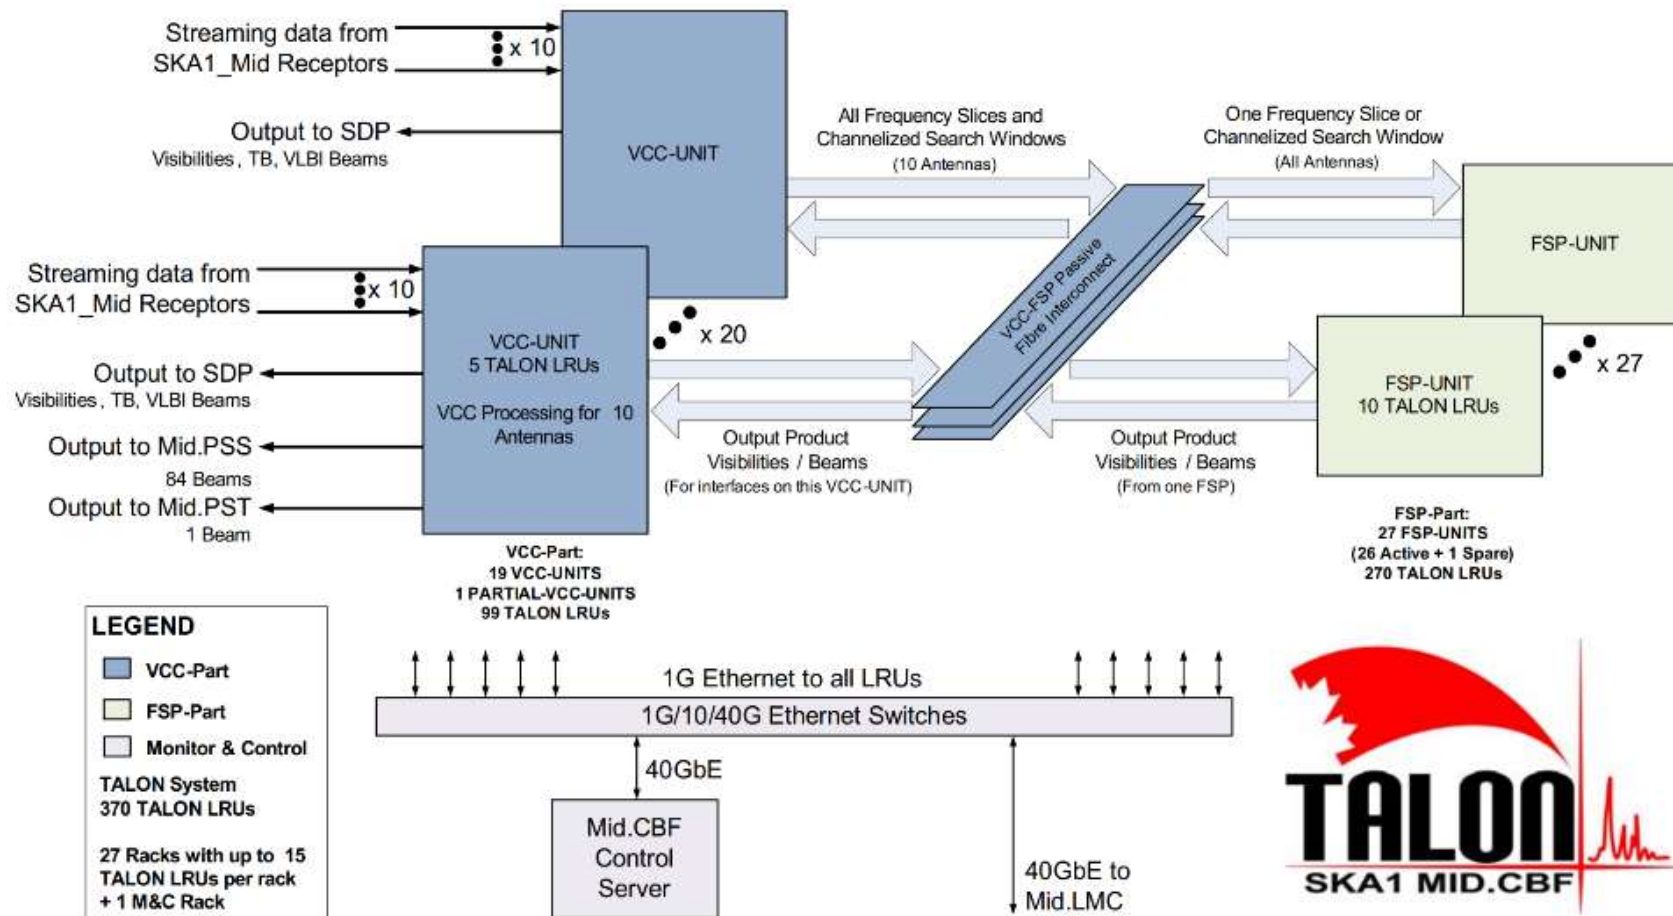 Streaming data from
SKA1_Mid Receptors
x 10
Output to SDP
Visibilities, TB, VLBI Beams
VCC-UNIT
All Frequency Slices and
Channelized Search Windows
(10 Antennas)
One Frequency Slice or
Channelized Search Window
(All Antennas)
FSP-UNIT
VCC-FSP Passive
Fibre Interconnect
Streaming data from
SKA1_Mid Receptors
x 10
x 20
VCC-UNIT
5 TALON LRUs
VCC Processing for 10
Antennas
Output to SDP
Visibilities, TB, VLBI Beams
Output to Mid.PSS
84 Beams
Output to Mid.PST
1 Beam
Output Product
Visibilities / Beams
(For interfaces on this VCC-UNIT)
Output Product
Visibilities / Beams
(From one FSP)
FSP-UNIT
10 TALON LRUs
x 27
VCC-Part:
19 VCC-UNITS
1 PARTIAL-VCC-UNITS
99 TALON LRUs
FSP-Part:
27 FSP-UNITS
(26 Active + 1 Spare)
270 TALON LRUs
LEGEND
VCC-Part
FSP-Part
Monitor & Control
TALON System
370 TALON LRUs
27 Racks with up to 15
TALON LRUs per rack
+ 1 M&C Rack
1G Ethernet to all LRUs
1G/10/40G Ethernet Switches
40GbE
Mid.CBF
Control
Server
40GbE to
Mid.LMC
TALON
SKA1 MID.CBF